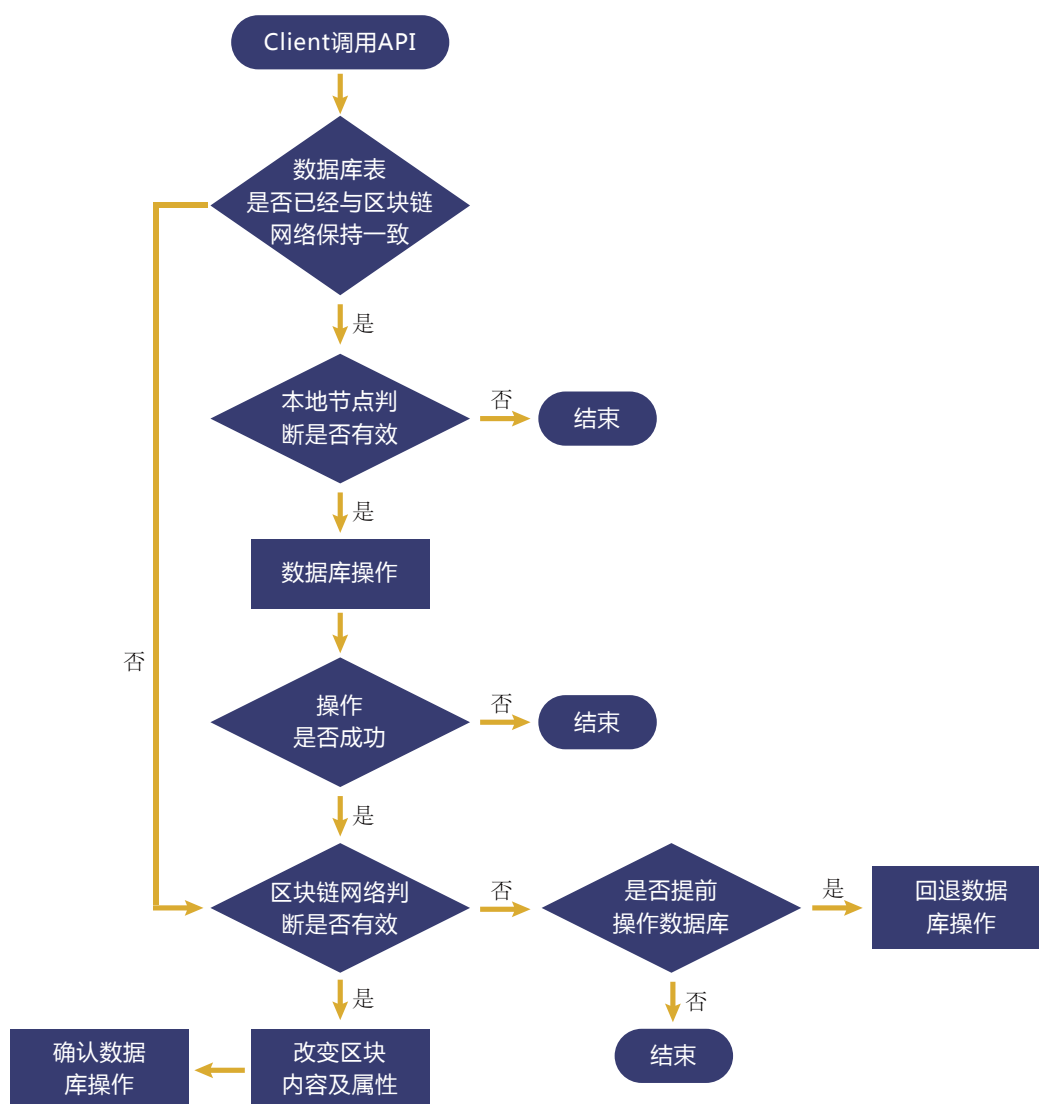 Client调用API
数据库表
是否已经与区块链
网络保持一致
是
本地节点判
断是否有效
否
结束
是
数据库操作
否
操作
是否成功
否
结束
是
区块链网络判
断是否有效
否
是否提前
操作数据库
是
回退数据
库操作
是
否
确认数据
库操作
改变区块
内容及属性
结束